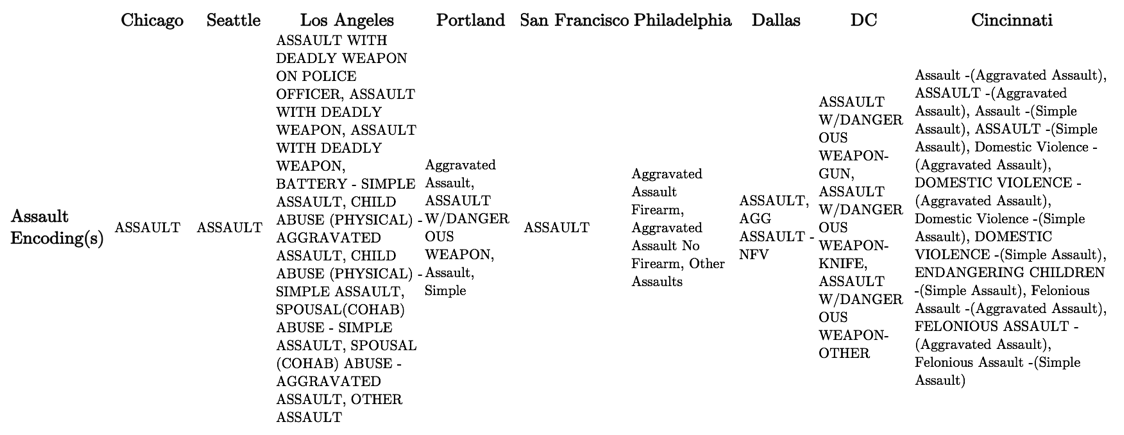 Chicago Seattle Los Angeles Portland San Francisco Philadelphia Dallas DC Cincinnati
Assault
Encoding(s)
ASSAULT
ASSAULT
ASSAULT WITH
DEADLY WEAPON
ON POLICE
OFFICER, ASSAULT
WITH DEADLY
WEAPON, ASSAULT
WITH DEADLY
WEAPON,
BATTERY - SIMPLE
ASSAULT, CHILD
ABUSE (PHYSICAL) -
AGGRAVATED
ASSAULT, CHILD
ABUSE (PHYSICAL) -
SIMPLE ASSAULT,
SPOUSAL(COHAB)
ABUSE - SIMPLE
ASSAULT, SPOUSAL
(COHAB) ABUSE -
AGGRAVATED
ASSAULT, OTHER
ASSAULT
Aggravated
Assault,
ASSAULT
W/DANGER
OUS
WEAPON,
Assault,
Simple
ASSAULT
Aggravated
Assault
Firearm,
Aggravated
Assault No
Firearm, Other
Assaults
ASSAULT,
AGG
ASSAULT -
NFV
ASSAULT
W/DANGER
OUS
WEAPON-
GUN,
ASSAULT
W/DANGER
OUS
WEAPON-
KNIFE,
ASSAULT
W/DANGER
OUS
WEAPON-
OTHER
Assault -(Aggravated Assault),
ASSAULT -(Aggravated
Assault), Assault -(Simple
Assault), ASSAULT -(Simple
Assault), Domestic Violence -
(Aggravated Assault),
DOMESTIC VIOLENCE -
(Aggravated Assault),
Domestic Violence -(Simple
Assault), DOMESTIC
VIOLENCE -(Simple Assault),
ENDANGERING CHILDREN
-(Simple Assault), Felonious
Assault -(Aggravated Assault),
FELONIOUS ASSAULT -
(Aggravated Assault),
Felonious Assault -(Simple
Assault)